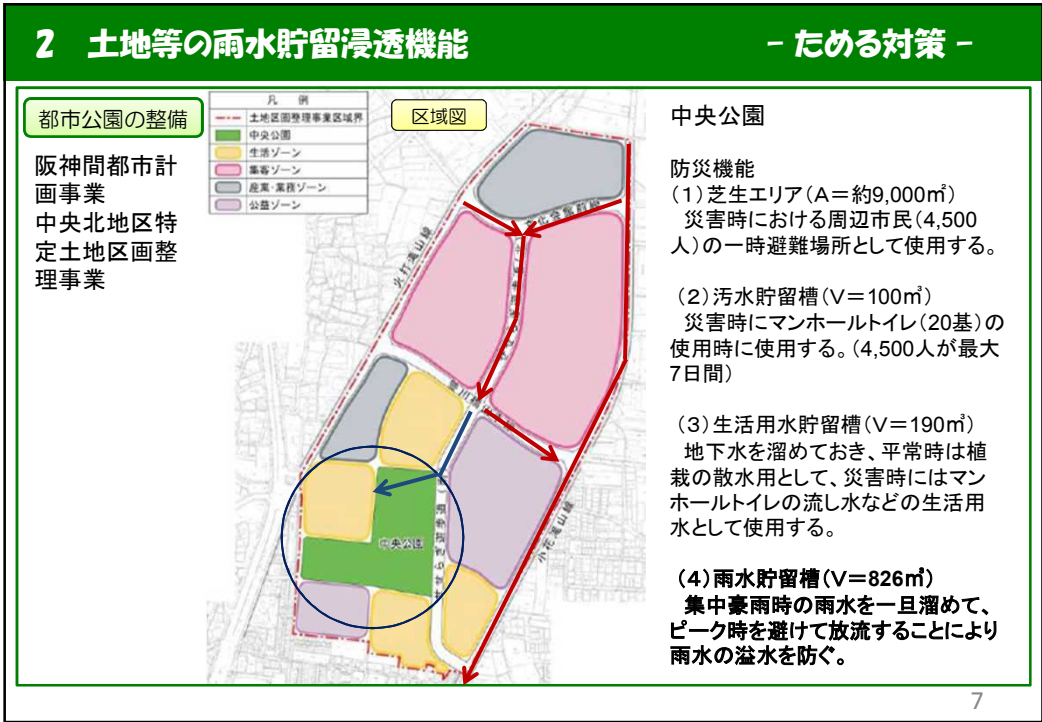 2 土地等の雨水貯留浸透機能
- ためる対策 -
都市公園の整備
阪神間都市計
画事業
中央北地区特
定土地区画整
理事業
凡 例
土地区画整理事業区域界
中央公園
生活ゾーン
集客ゾーン
産業・業務ゾーン
公益ゾーン
区域図
火打滝山線
小花滝山線
中央公園
中央公園
防災機能
(1)芝生エリア(A=約9,000㎡)
災害時における周辺市民(4,500
人)の一時避難場所として使用する。
(2)汚水貯留槽(V=100㎥)
災害時にマンホールトイレ(20基)の
使用時に使用する。(4,500人が最大
7日間)
(3)生活用水貯留槽(V=190㎥)
地下水を溜めておき、平常時は植
栽の散水用として、災害時にはマン
ホールトイレの流し水などの生活用
水として使用する。
(4)雨水貯留槽(V=826㎥)
集中豪雨時の雨水を一旦溜めて、
ピーク時を避けて放流することにより
雨水の溢水を防ぐ。
7